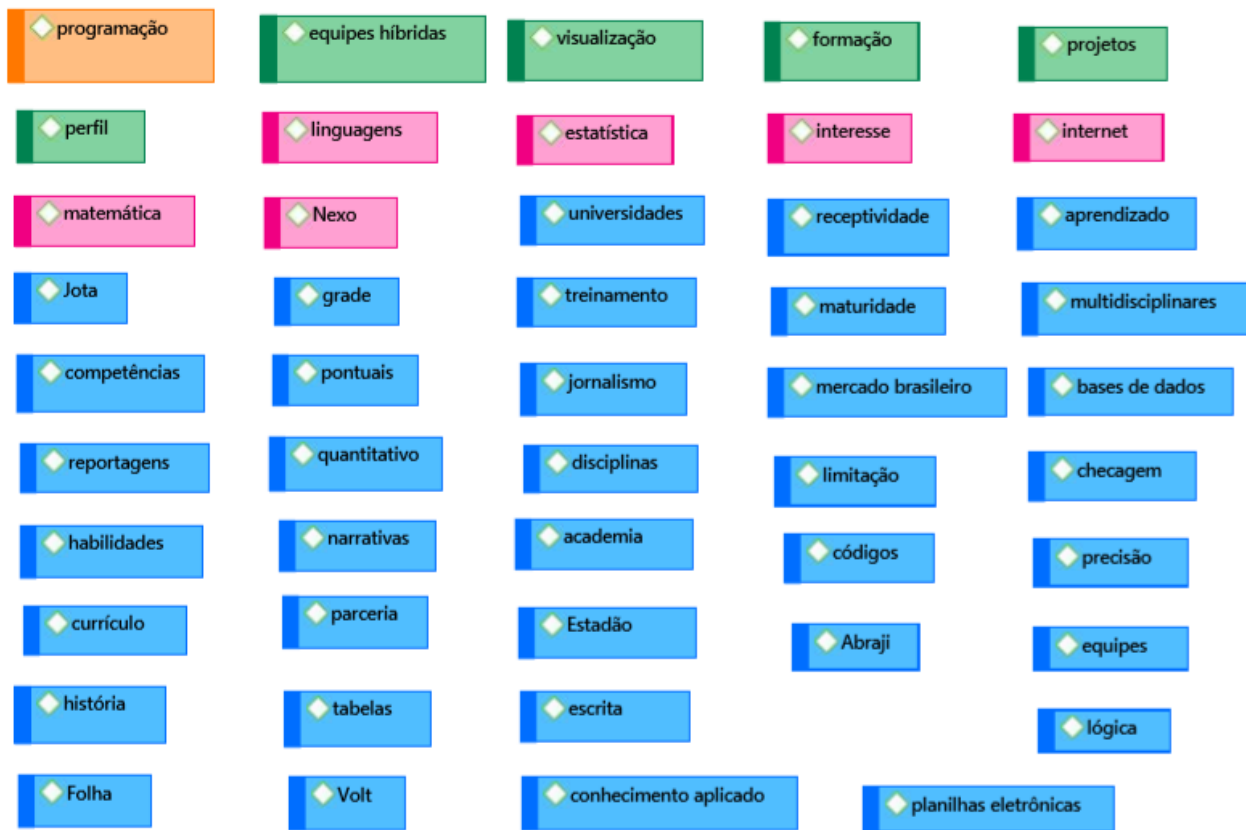 programação
equipes híbridas
visualização
formação
projetos
perfil
linguagens
estatística
interesse
internet
matemática
Nexo
universidades
receptividade
aprendizado
Jota
grade
treinamento
maturidade
multidisciplinares
competências
pontuais
jornalismo
mercado brasileiro
bases de dados
reportagens
quantitativo
disciplinas
limitação
checagem
habilidades
narrativas
academia
códigos
precisão
currículo
parceria
Estadão
Abraji
equipes
história
tabelas
escrita
lógica
Folha
Volt
conhecimento aplicado
planilhas eletrônicas